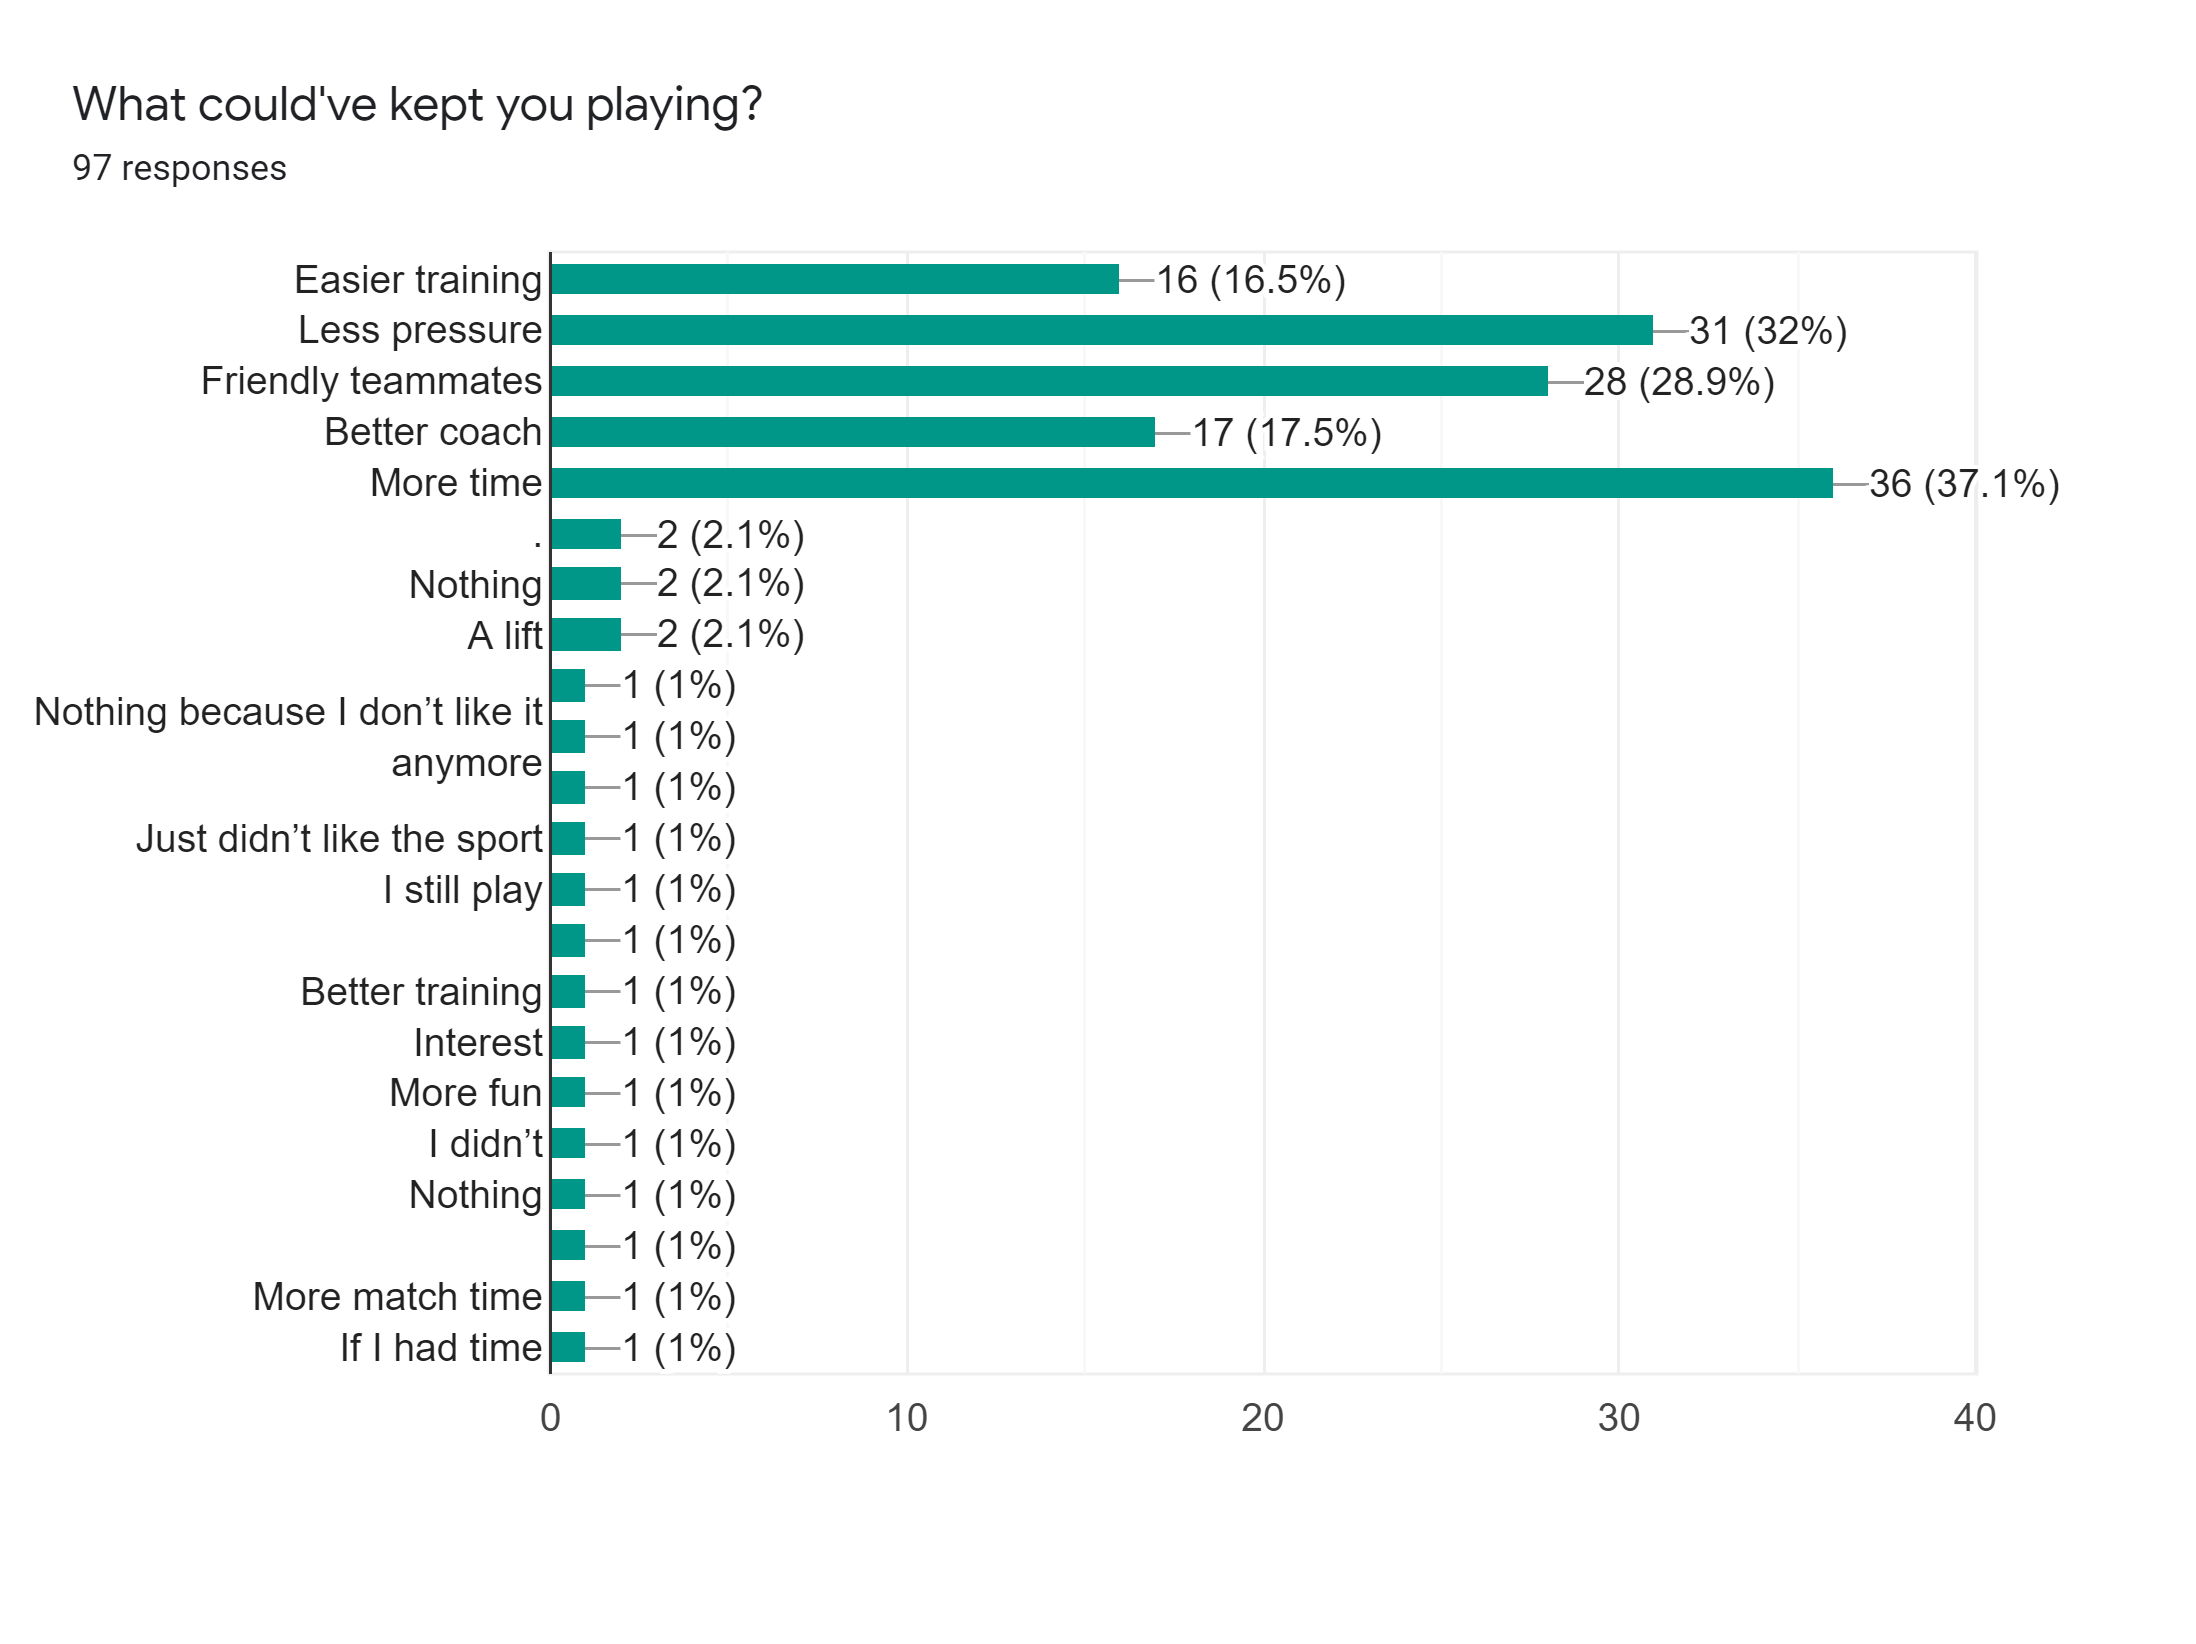 What could've kept you playing?
97 responses
Easier training 16 (16.5%)
Less pressure 31 (32%)
Friendly teammates 28 (28.9%)
Better coach 17 (17.5%)
More time 36 (37.1%)
. 2 (2.1%)
Nothing 2 (2.1%)
A lift 2 (2.1%)
1 (1%)
Nothing because I don’t like it
1 (1%)
anymore
1 (1%)
Just didn’t like the sport 1 (1%)
I still play 1 (1%)
1 (1%)
Better training 1 (1%)
Interest 1 (1%)
More fun 1 (1%)
I didn’t 1 (1%)
Nothing 1 (1%)
1 (1%)
More match time 1 (1%)
If I had time 1 (1%)
0 10 20 30 40